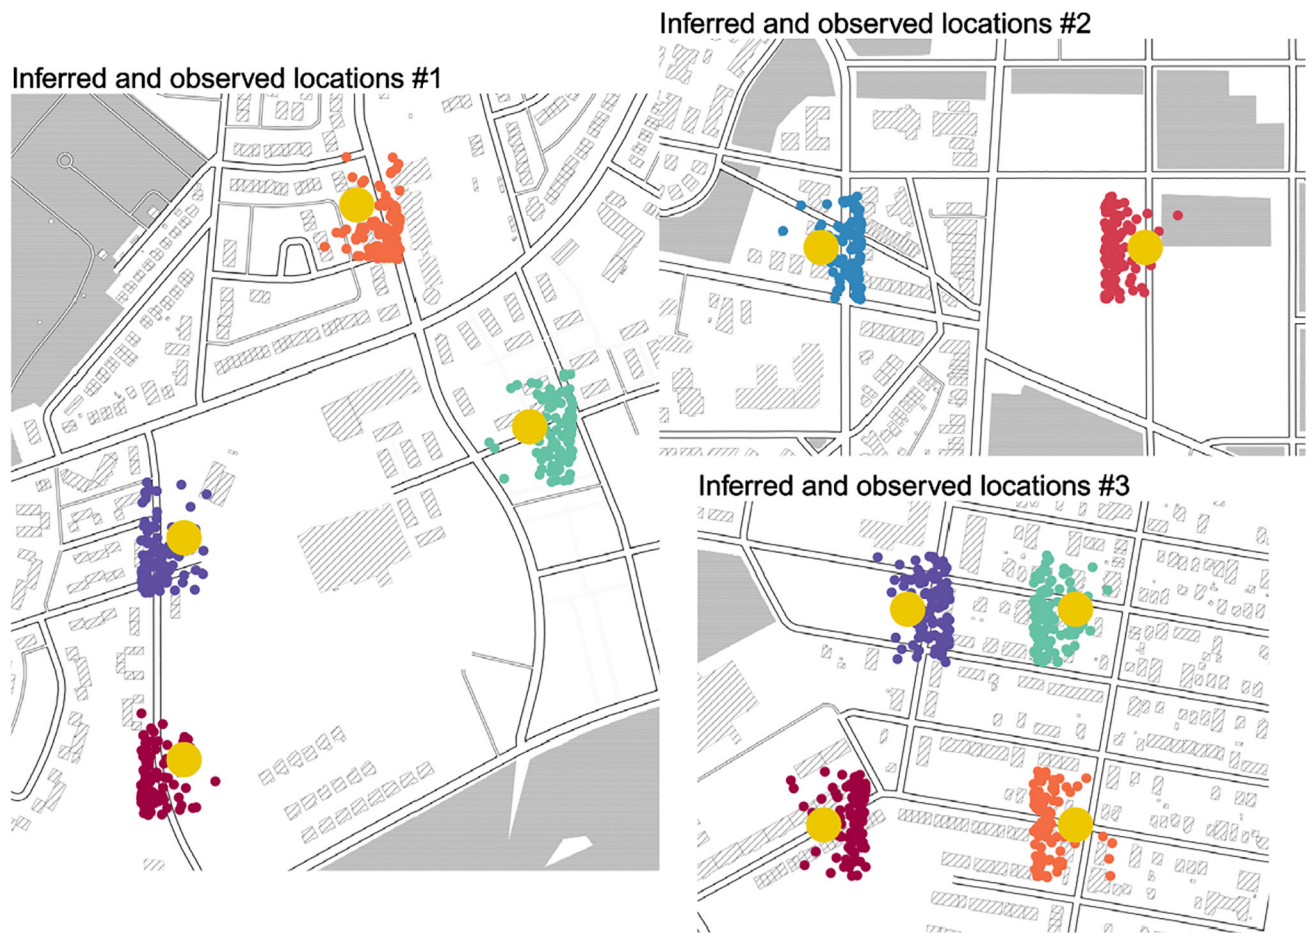 Inferred and observed locations #1
Inferred and observed locations #2
Inferred and observed locations #3